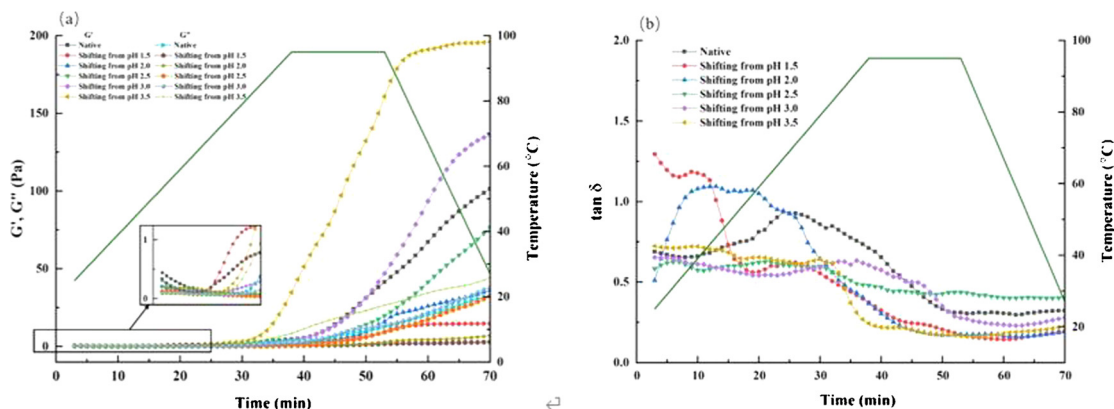 (a)
G'
G''
Native
Native
Shifting from pH 1.5
Shifting from pH 1.5
Shifting from pH 2.0
Shifting from pH 2.0
Shifting from pH 2.5
Shifting from pH 2.5
Shifting from pH 3.0
Shifting from pH 3.0
Shifting from pH 3.5
Shifting from pH 3.5
200
150
100
50
25
0
G', G'' (Pa)
1
0
0
10
20
30
40
50
60
70
Time (min)
100
80
60
40
20
0
Temperature (°C)
(b)
Native
Shifting from pH 1.5
Shifting from pH 2.0
Shifting from pH 2.5
Shifting from pH 3.0
Shifting from pH 3.5
2.0
1.5
1.0
0.5
0.0
tan δ
0
10
20
30
40
50
60
70
Time (min)
100
80
60
40
20
Temperature (°C)